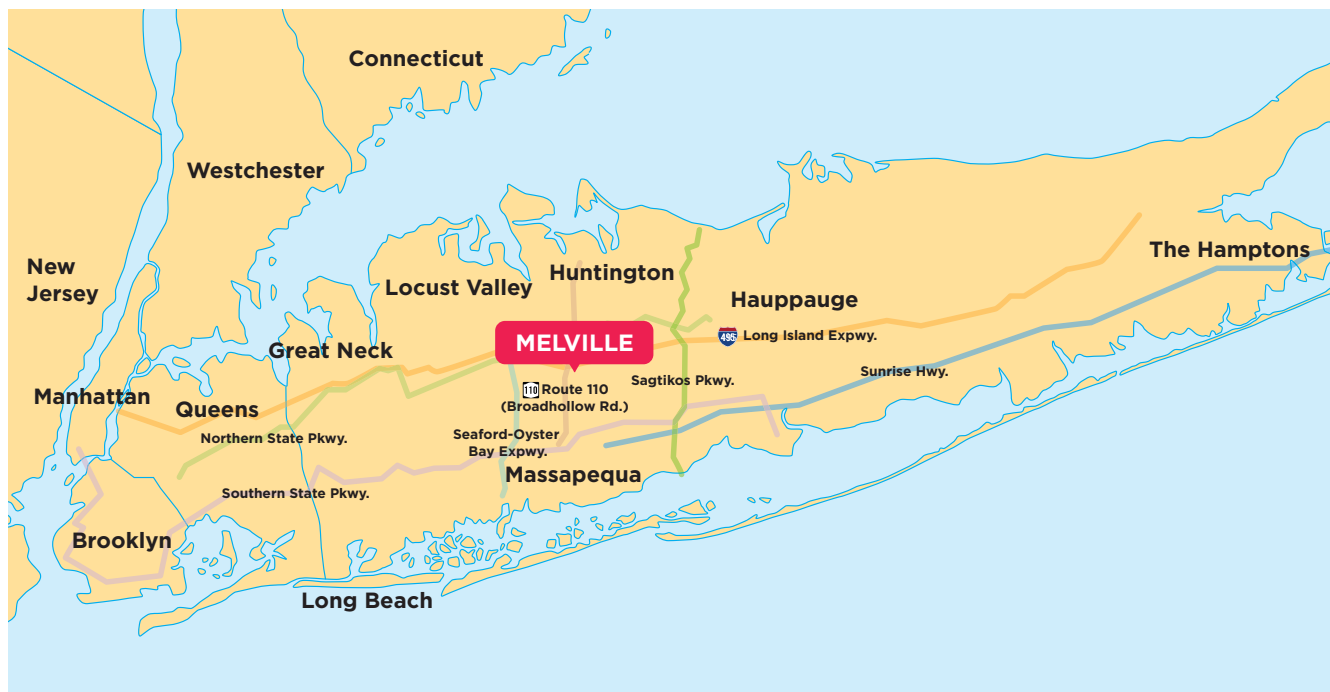 Connecticut
Westchester
New
Jersey
The Hamptons
Huntington
Locust Valley
Hauppauge
MELVILLE
495 Long Island Expwy.
Great Neck
Sunrise Hwy.
Sagtikos Pkwy.
110 Route 110
(Broadhollow Rd.)
Manhattan
Queens
Northern State Pkwy.
Seaford-Oyster
Bay Expwy.
Massapequa
Southern State Pkwy.
Brooklyn
Long Beach